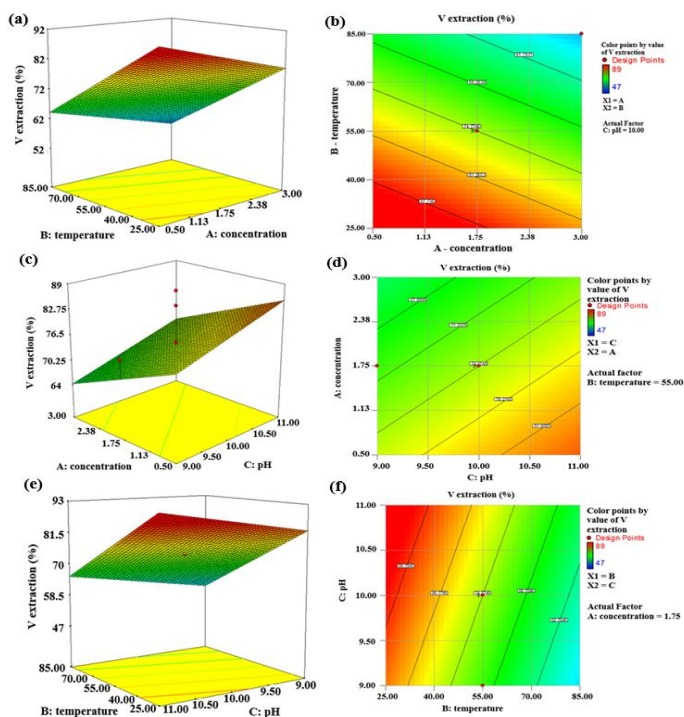 (a)
92
82
72
62
52
V extraction (%)
85.00
70.00
55.00
40.00
25.00
B: temperature
3.00
2.38
1.75
1.13
0.50
A: concentration
(b)
V extraction (%)
85.00
70.00
55.00
40.00
25.00
B - temperature
0.50
1.13
1.75
2.38
3.00
A - concentration
Color points by value
of V extraction
Design Points
89
47
X1 = A
X2 = B
Actual Factor
C: pH = 10.00
(c)
89
82.75
76.5
70.25
64
V extraction (%)
3.00
2.38
1.75
1.13
0.50
A: concentration
11.00
10.50
10.00
9.50
9.00
C: pH
(d)
V extraction (%)
3.00
2.38
1.75
1.13
0.50
A: concentration
9.00
9.50
10.00
10.50
11.00
C: pH
Color points by
value of V
extraction
Design Points
89
47
X1 = C
X2 = A
Actual factor
B: temperature = 55.00
(e)
93
81.5
70
58.5
47
V extraction (%)
85.00
70.00
55.00
40.00
25.00
B: temperature
9.00
9.50
10.00
10.50
11.00
C: pH
(f)
V extraction (%)
11.00
10.50
10.00
9.50
9.00
C: pH
25.00
40.00
55.00
70.00
85.00
B: temperature
Color points by
value of V
extraction
Design Points
89
47
X1 = B
X2 = C
Actual Factor
A: concentration = 1.75